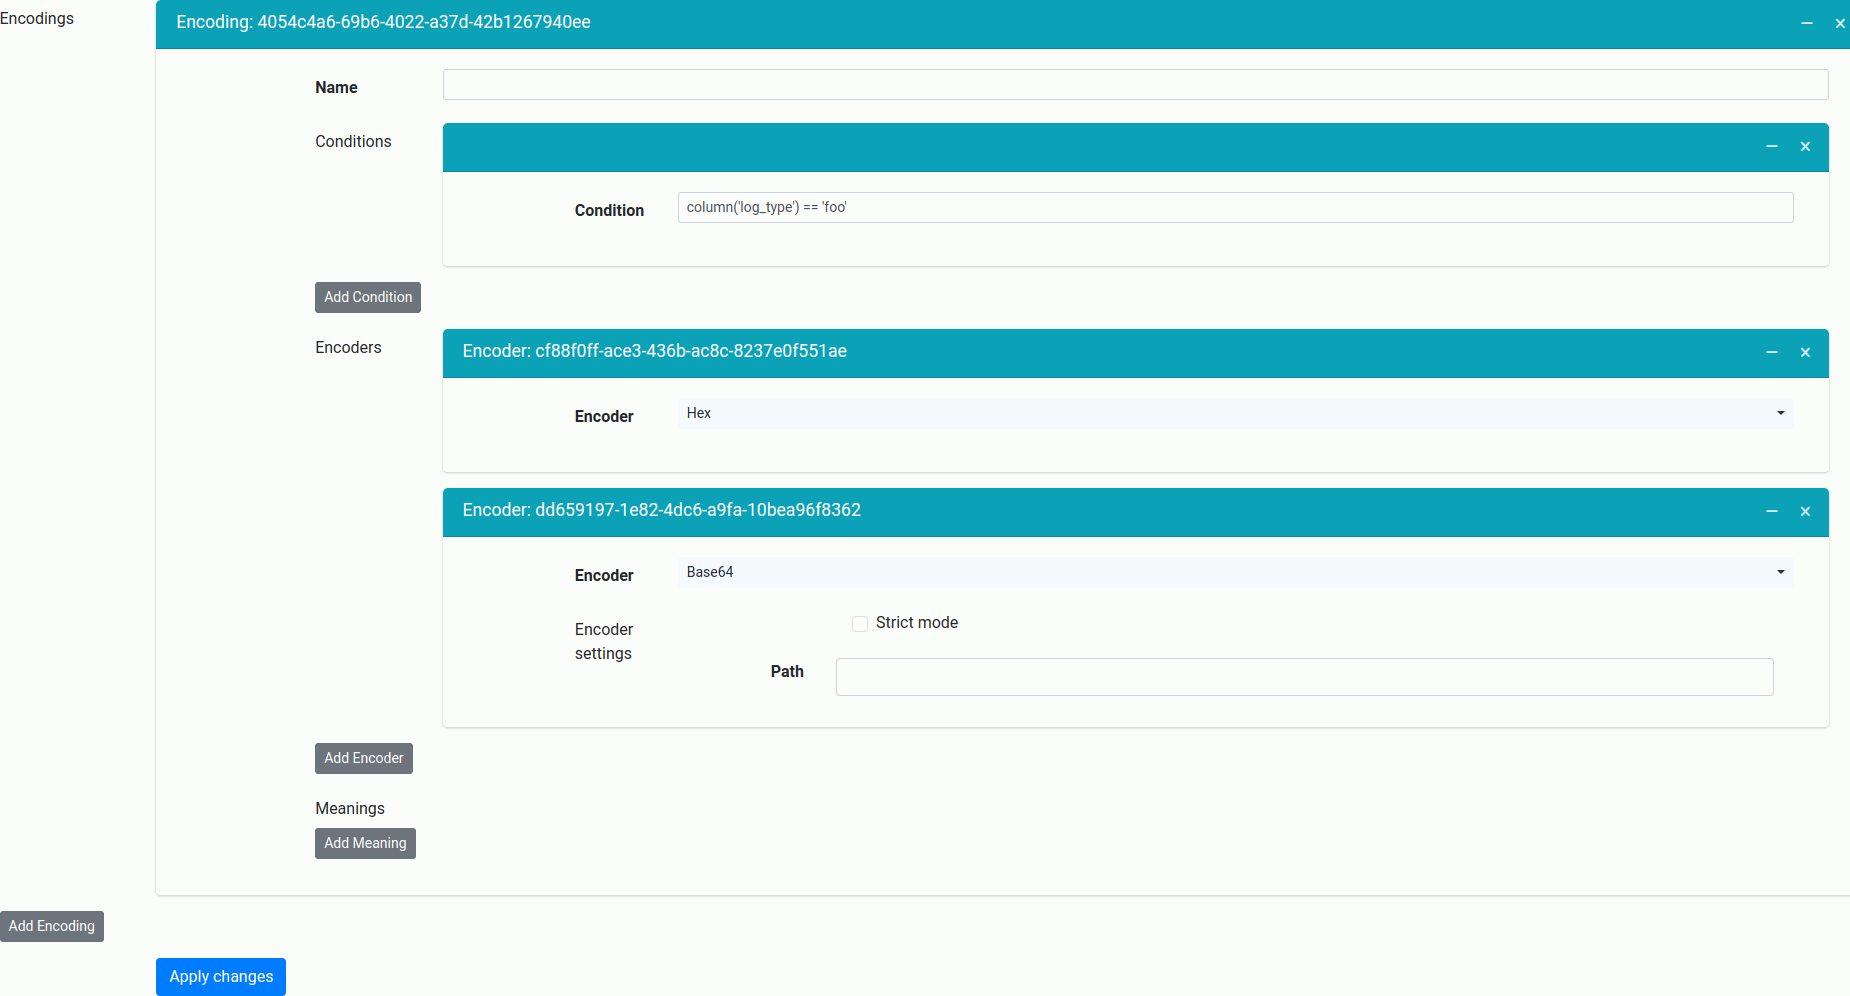 Encodings
Encoding: 4054c4a6-69b6-4022-a37d-42b1267940ee
Name
Conditions
Condition
column('log_type') == 'foo'
Add Condition
Encoders
Encoder: cf88f0ff-ace3-436b-ac8c-8237e0f551ae
Encoder
Hex
Encoder: dd659197-1e82-4dc6-a9fa-10bea96f8362
Encoder
Base64
Encoder
settings
Strict mode
Path
Add Encoder
Meanings
Add Meaning
Add Encoding
Apply changes